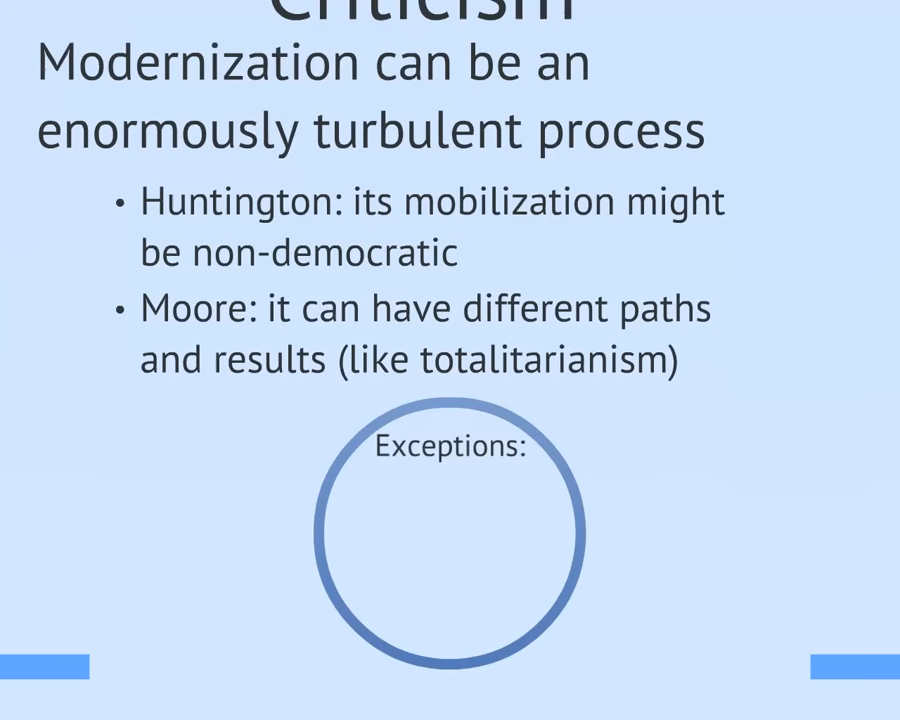 Criticism
Modernization can be an
enormously turbulent process
• Huntington: its mobilization might
be non-democratic
• Moore: it can have different paths
and results (like totalitarianism)
Exceptions: